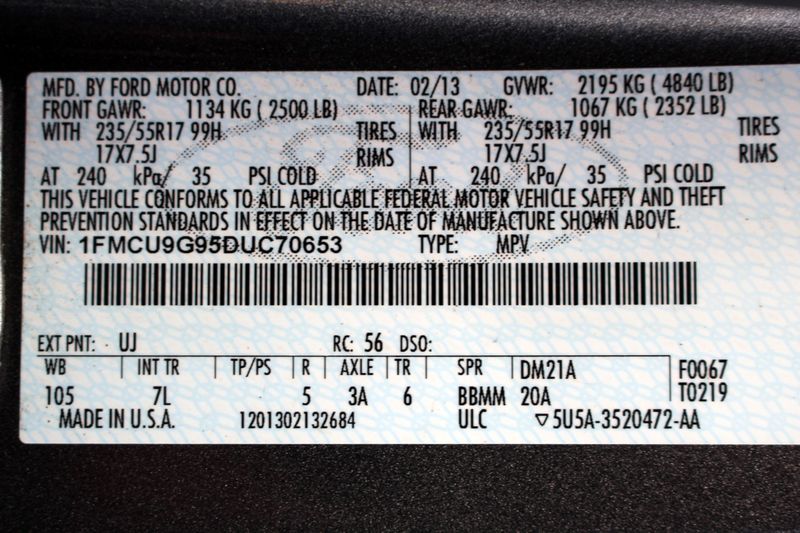 MFD. BY FORD MOTOR CO. DATE: 02/13 GVWR: 2195 KG ( 4840 LB)
FRONT GAWR: 1134 KG ( 2500 LB) REAR GAWR: 1067 KG ( 2352 LB)
WITH 235/55R17 99H TIRES WITH 235/55R17 99H TIRES
17X7.5J RIMS 17X7.5J RIMS
AT 240 kPa/ 35 PSI COLD AT 240 kPa/ 35 PSI COLD
THIS VEHICLE CONFORMS TO ALL APPLICABLE FEDERAL MOTOR VEHICLE SAFETY AND THEFT
PREVENTION STANDARDS IN EFFECT ON THE DATE OF MANUFACTURE SHOWN ABOVE.
VIN: 1FMCU9G95DUC70653 TYPE: MPV
EXT PNT: UJ RC: 56 DSO:
WB INT TR TP/PS R AXLE TR SPR DM21A F0067
105 7L 5 3A 6 BBMM 20A T0219
MADE IN U.S.A. 1201302132684 ULC ▽5U5A-3520472-AA